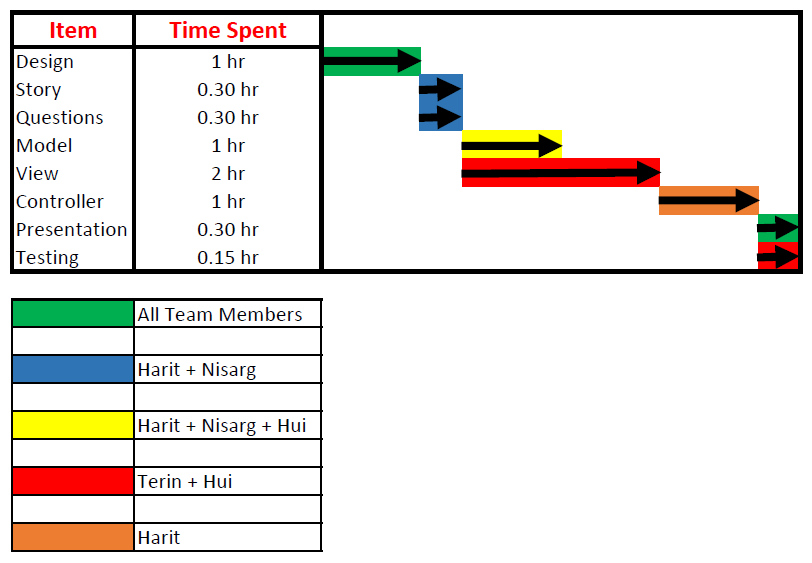 Item Time Spent
Design 1 hr
Story 0.30 hr
Questions 0.30 hr
Model 1 hr
View 2 hr
Controller 1 hr
Presentation 0.30 hr
Testing 0.15 hr
All Team Members
Harit + Nisarg
Harit + Nisarg + Hui
Terin + Hui
Harit